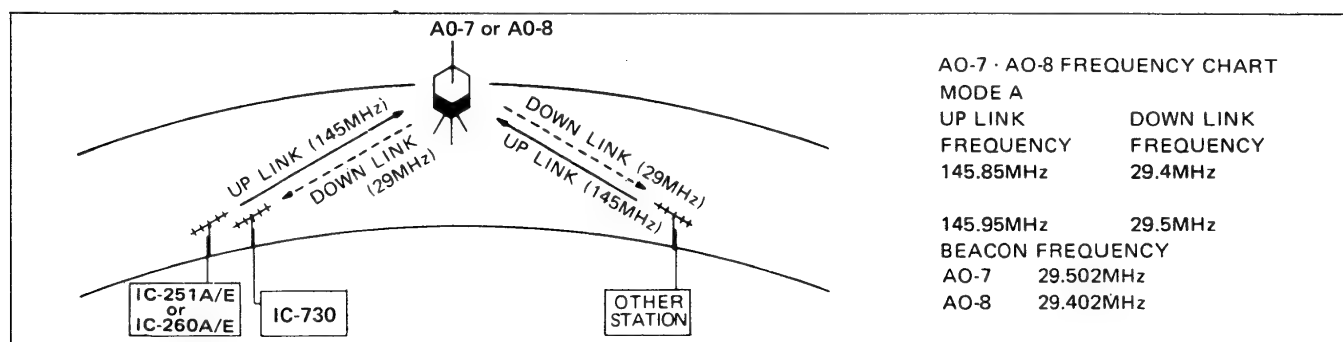 AO-7 or AO-8
UP LINK (145MHz)
DOWN LINK
(29MHz)
DOWN LINK (29MHz)
UP LINK (145MHz)
IC-251A/E
or
IC-260A/E
IC-730
OTHER
STATION
AO-7 · AO-8 FREQUENCY CHART
MODE A
UP LINK DOWN LINK
FREQUENCY FREQUENCY
145.85MHz 29.4MHz
145.95MHz 29.5MHz
BEACON FREQUENCY
AO-7 29.502MHz
AO-8 29.402MHz